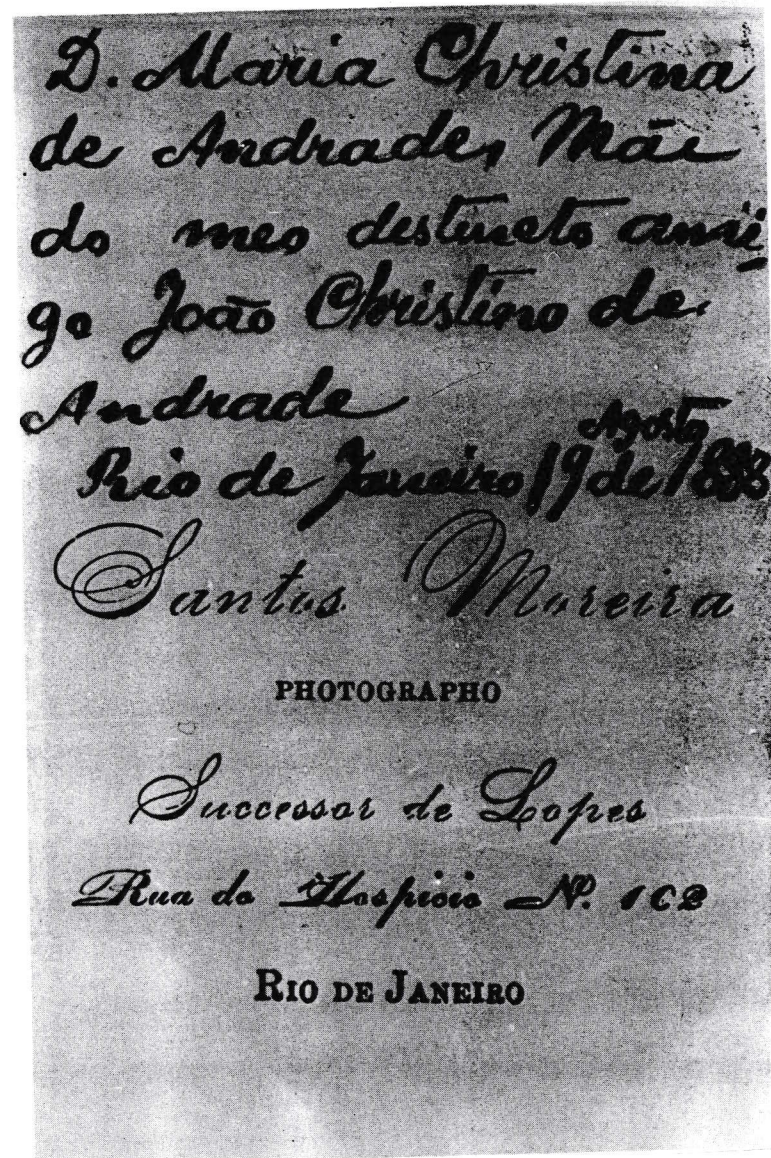 D. Maria Christina
de Andrade, Mãe
do meo destincto ami-
go João Christino de
Andrade
Agosto
Rio de Janeiro 19 de
Santos Moreira
PHOTOGRAPHO
Successor de Lopes
Rua do Hospicio Nº. 102
RIO DE JANEIRO